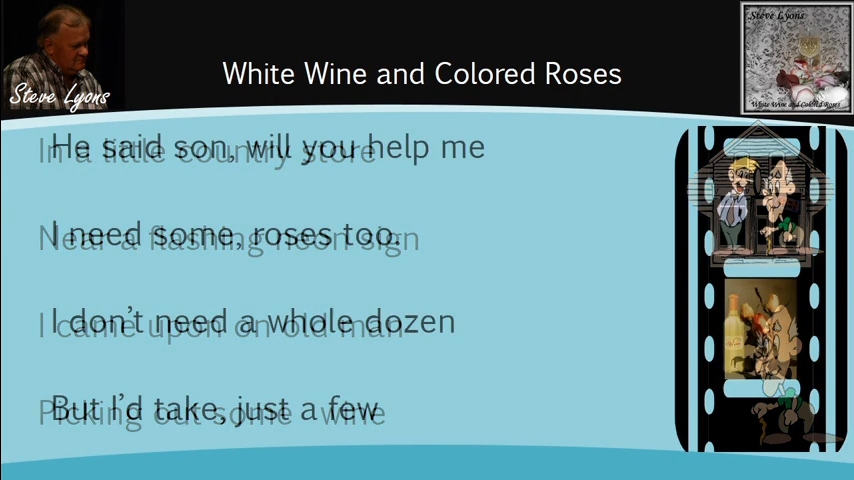 Steve Lyons
White Wine and Colored Roses
Steve Lyons
White Wine and Colored Roses
He said son, will you help me
In a little country store
I need some, roses too.
Near a flashing neon sign
I don't need a whole dozen
I came upon an old man
But I'd take, just a few
Picking out some wine